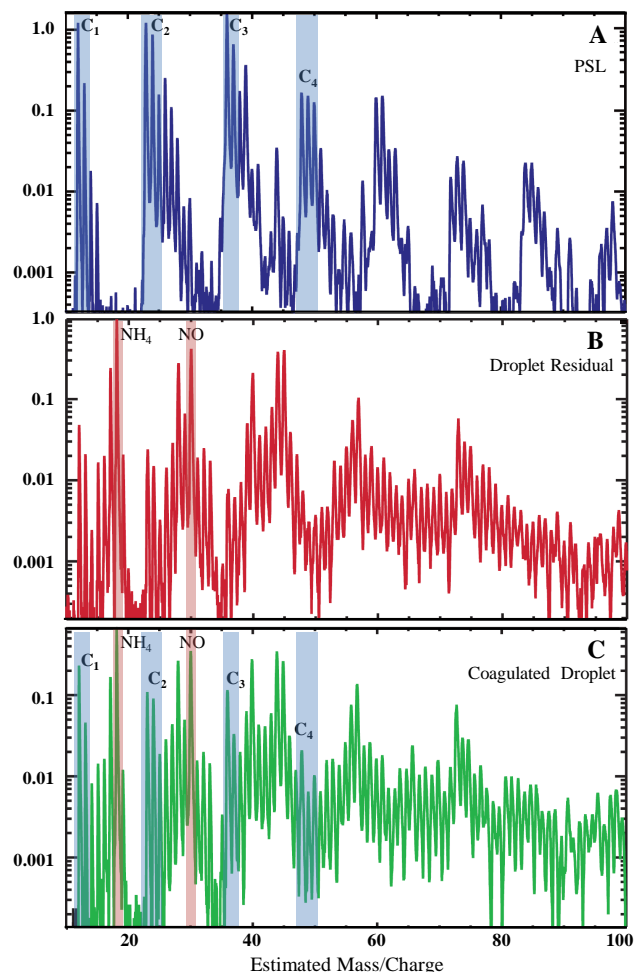 1.0
0.1
0.01
0.001
C₁
C₂
C₃
C₄
A
PSL
1.0
0.1
0.01
0.001
NH₄
NO
B
Droplet Residual
0.1
0.01
0.001
C₁
NH₄
C₂
NO
C₃
C₄
C
Coagulated Droplet
20 40 60 80 100
Estimated Mass/Charge